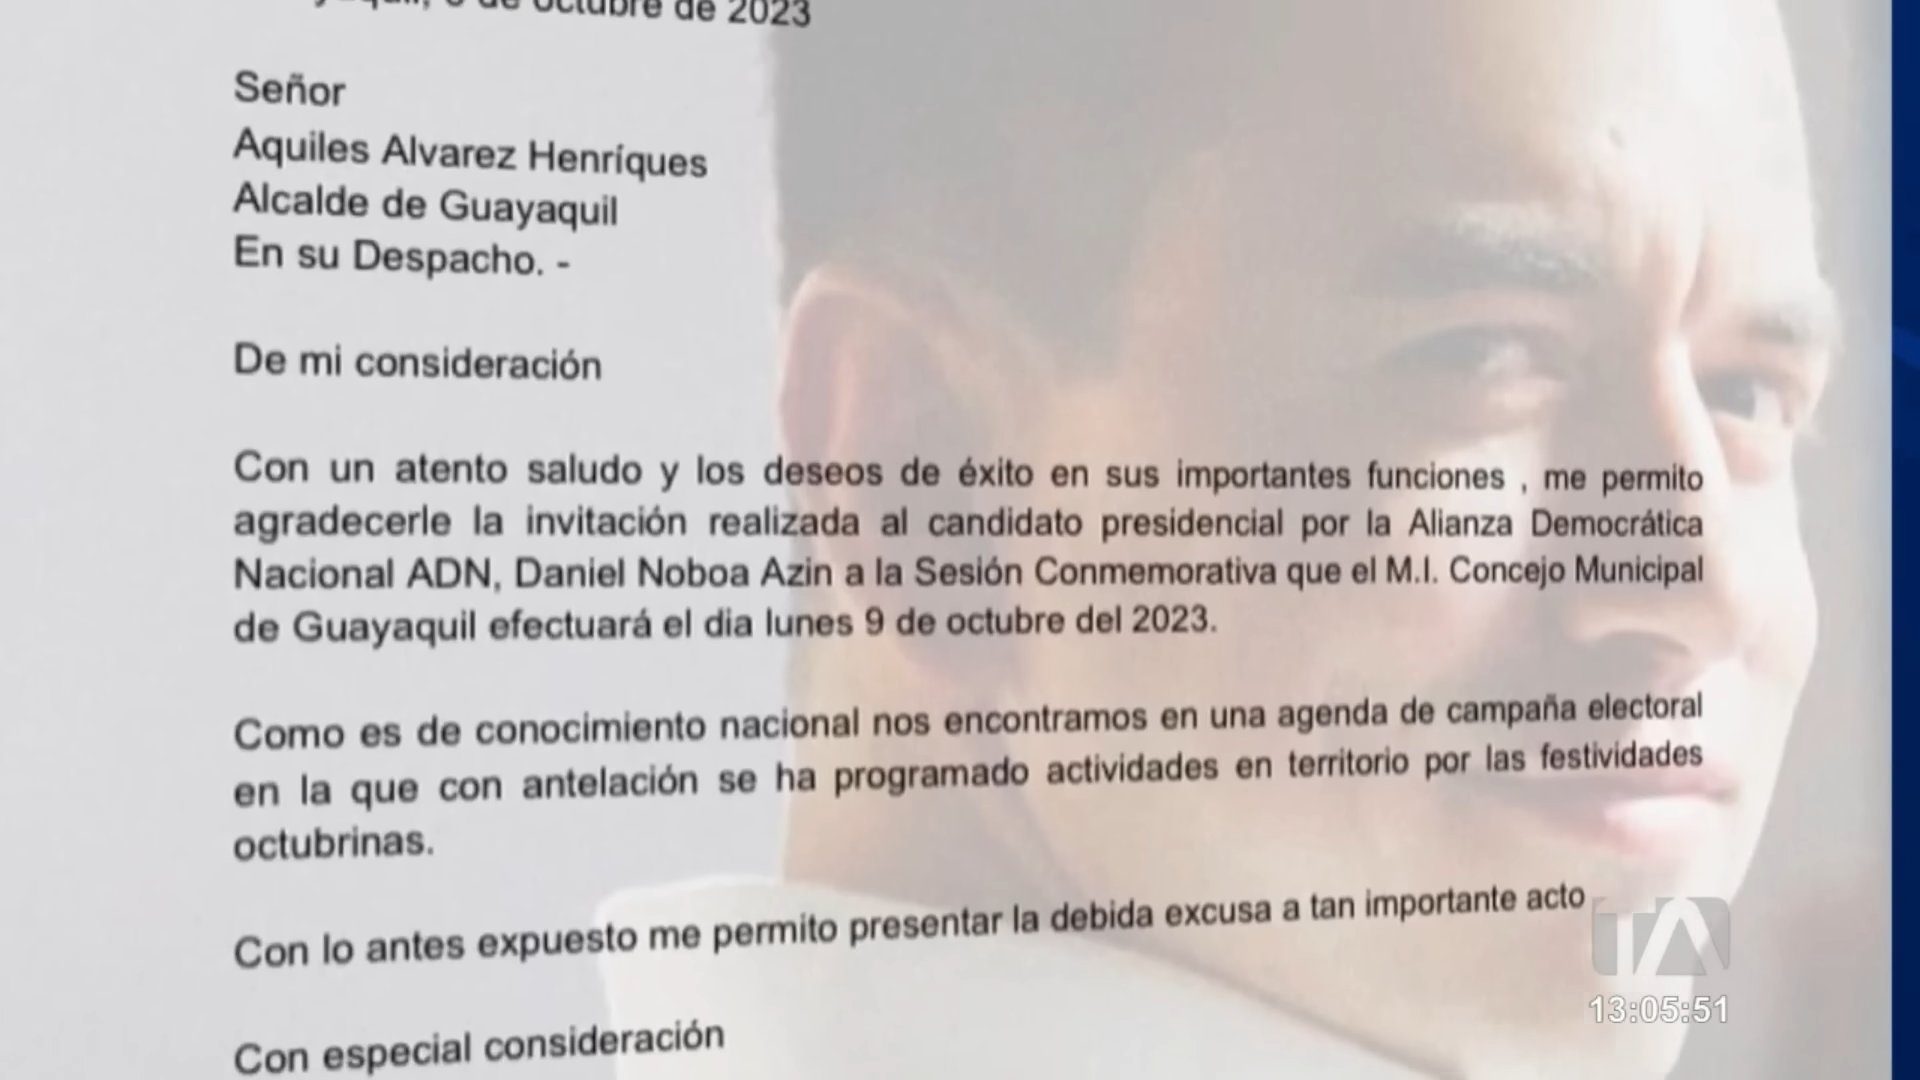 de octubre de 2023
Señor
Aquiles Alvarez Henríques
Alcalde de Guayaquil
En su Despacho. -
De mi consideración
Con un atento saludo y los deseos de éxito en sus importantes funciones , me permito
agradecerle la invitación realizada al candidato presidencial por la Alianza Democrática
Nacional ADN, Daniel Noboa Azin a la Sesión Conmemorativa que el M.I. Concejo Municipal
de Guayaquil efectuará el dia lunes 9 de octubre del 2023.
Como es de conocimiento nacional nos encontramos en una agenda de campaña electoral
en la que con antelación se ha programado actividades en territorio por las festividades
octubrinas.
Con lo antes expuesto me permito presentar la debida excusa a tan importante acto
Con especial consideración
TA
13:05:51